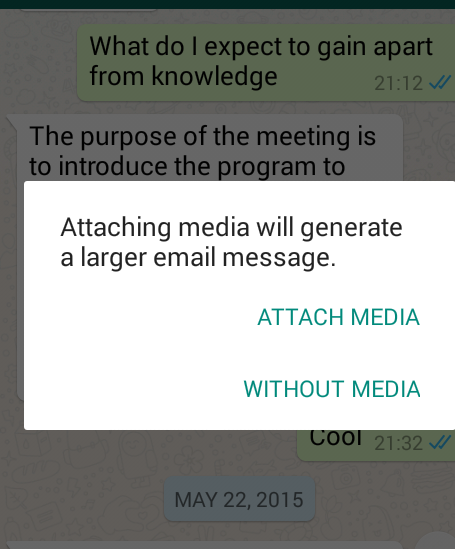 What do I expect to gain apart
from knowledge
21:12
The purpose of the meeting is
to introduce the program to
Attaching media will generate
a larger email message.
ATTACH MEDIA
WITHOUT MEDIA
Cool
21:32
MAY 22, 2015